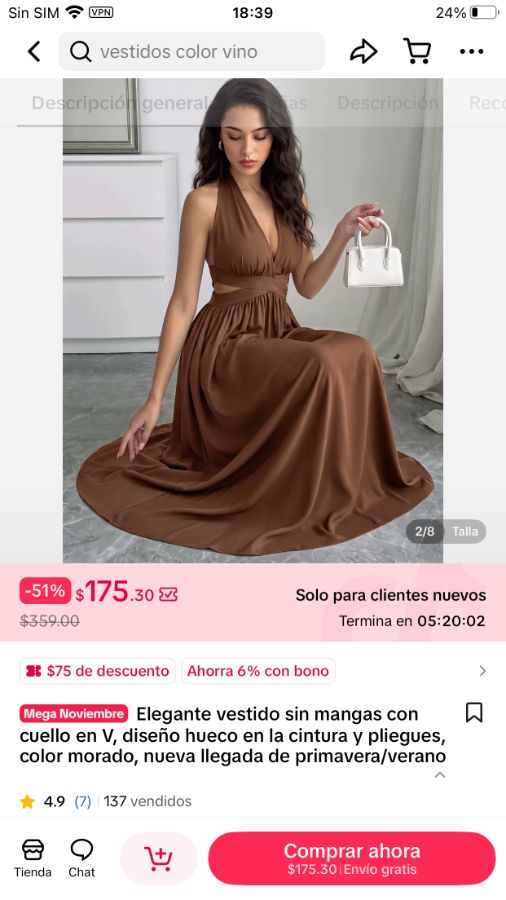 Sin SIM VPN 18:39 24%
vestidos color vino
Descripción general Descripción
-51% $175.30 Solo para clientes nuevos
$359.00 Termina en 05:20:02
2/8 Talla
$75 de descuento Ahorra 6% con bono
Mega Noviembre Elegante vestido sin mangas con
cuello en V, diseño hueco en la cintura y pliegues,
color morado, nueva llegada de primavera/verano
4.9 (7) 137 vendidos
Tienda Chat Comprar ahora
$175.30 Envío gratis